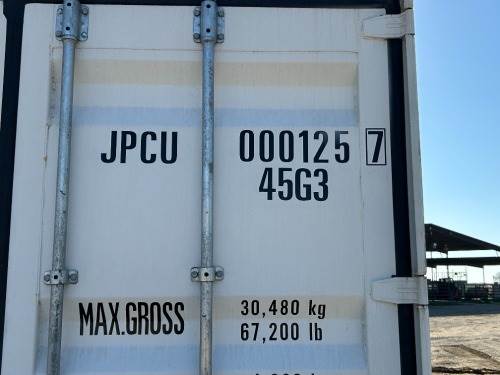 JPCU 000125 7
45G3
MAX.GROSS 30,480 kg
67,200 lb